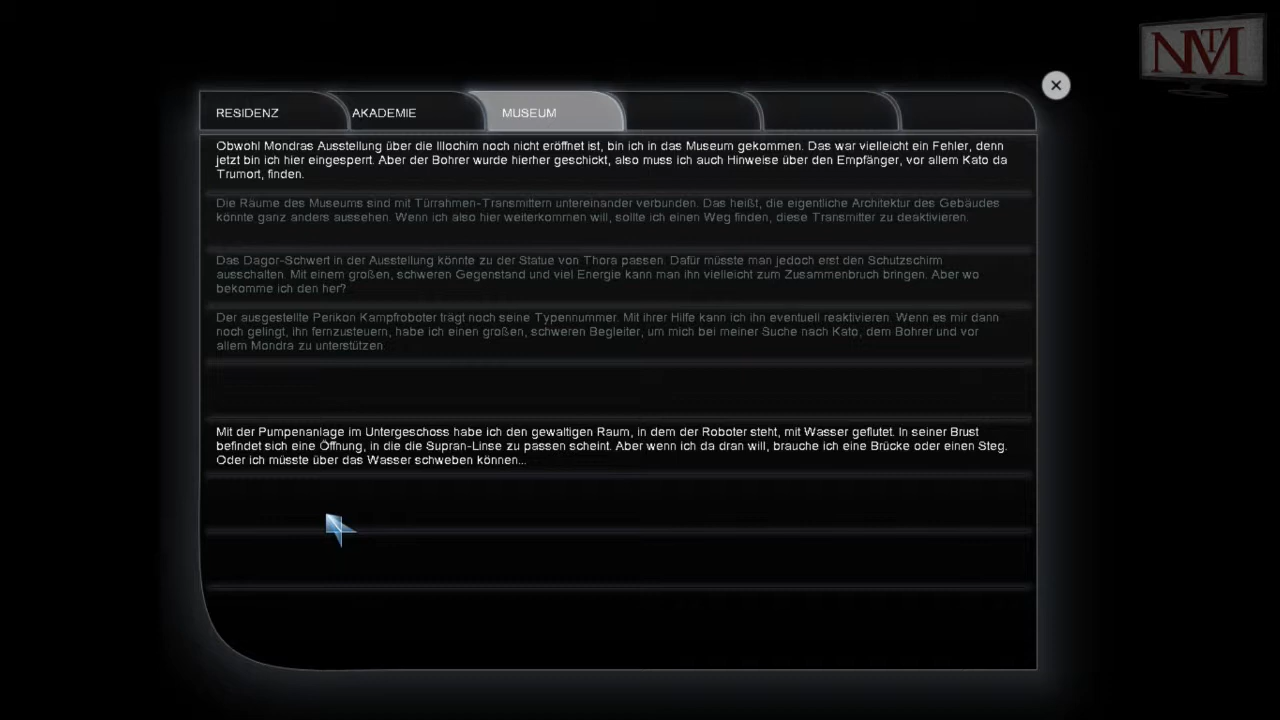 NTM
RESIDENZ
AKADEMIE
MUSEUM
Obwohl Mondras Ausstellung über die Illochim noch nicht eröffnet ist, bin ich in das Museum gekommen. Das war vielleicht ein Fehler, denn
jetzt bin ich hier eingesperrt. Aber der Bohrer wurde hierher geschickt, also muss ich auch Hinweise über den Empfänger, vor allem Kato da
Trumort, finden.
Die Räume des Museums sind mit Türrahmen-Transmittern untereinander verbunden. Das heißt, die eigentliche Architektur des Gebäudes
könnte ganz anders aussehen. Wenn ich also hier weiterkommen will, sollte ich einen Weg finden, diese Transmitter zu deaktivieren.
Das Dagor-Schwert in der Ausstellung könnte zu der Statue von Thora passen. Dafür müsste man jedoch erst den Schutzschirm
ausschalten. Mit einem großen, schweren Gegenstand und viel Energie kann man ihn vielleicht zum Zusammenbruch bringen. Aber wo
bekomme ich den her?
Der ausgestellte Perikon Kampfroboter trägt noch seine Typennummer. Mit ihrer Hilfe kann ich ihn eventuell reaktivieren. Wenn es mir dann
noch gelingt, ihn fernzusteuern, habe ich einen großen, schweren Begleiter, um mich bei meiner Suche nach Kato, dem Bohrer und vor
allem Mondra zu unterstützen
Mit der Pumpenanlage im Untergeschoss habe ich den gewaltigen Raum, in dem der Roboter steht, mit Wasser geflutet. In seiner Brust
befindet sich eine Öffnung, in die die Supran-Linse zu passen scheint. Aber wenn ich da dran will, brauche ich eine Brücke oder einen Steg.
Oder ich müsste über das Wasser schweben können...